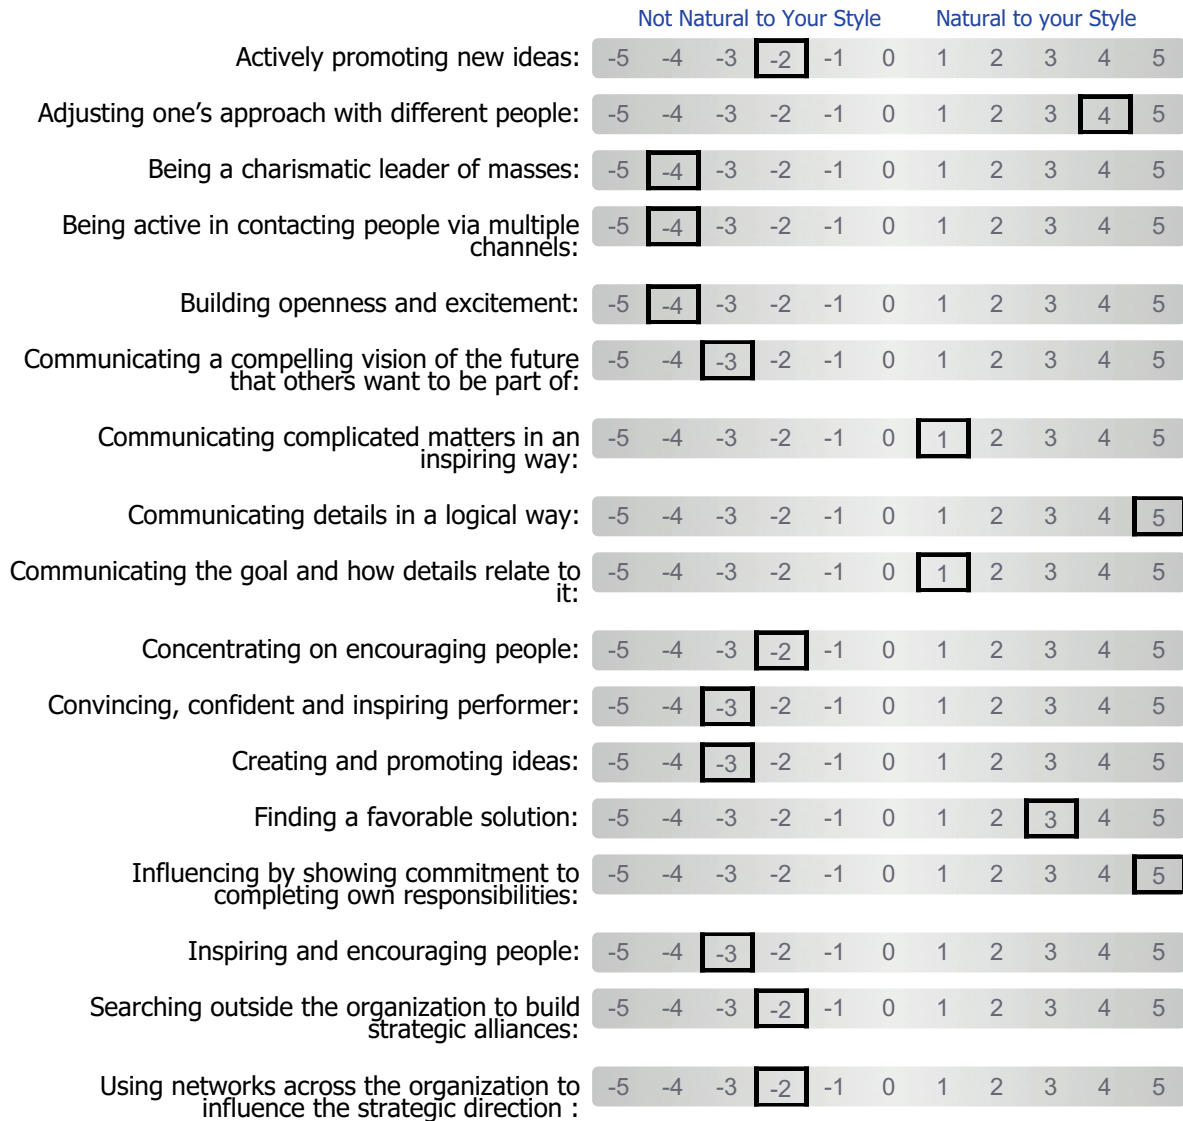 Not Natural to Your Style Natural to your Style
Actively promoting new ideas: -5 -4 -3 -2 -1 0 1 2 3 4 5
Adjusting one’s approach with different people: -5 -4 -3 -2 -1 0 1 2 3 4 5
Being a charismatic leader of masses: -5 -4 -3 -2 -1 0 1 2 3 4 5
Being active in contacting people via multiple
channels: -5 -4 -3 -2 -1 0 1 2 3 4 5
Building openness and excitement: -5 -4 -3 -2 -1 0 1 2 3 4 5
Communicating a compelling vision of the future
that others want to be part of: -5 -4 -3 -2 -1 0 1 2 3 4 5
Communicating complicated matters in an
inspiring way: -5 -4 -3 -2 -1 0 1 2 3 4 5
Communicating details in a logical way: -5 -4 -3 -2 -1 0 1 2 3 4 5
Communicating the goal and how details relate to
it: -5 -4 -3 -2 -1 0 1 2 3 4 5
Concentrating on encouraging people: -5 -4 -3 -2 -1 0 1 2 3 4 5
Convincing, confident and inspiring performer: -5 -4 -3 -2 -1 0 1 2 3 4 5
Creating and promoting ideas: -5 -4 -3 -2 -1 0 1 2 3 4 5
Finding a favorable solution: -5 -4 -3 -2 -1 0 1 2 3 4 5
Influencing by showing commitment to
completing own responsibilities: -5 -4 -3 -2 -1 0 1 2 3 4 5
Inspiring and encouraging people: -5 -4 -3 -2 -1 0 1 2 3 4 5
Searching outside the organization to build
strategic alliances: -5 -4 -3 -2 -1 0 1 2 3 4 5
Using networks across the organization to
influence the strategic direction : -5 -4 -3 -2 -1 0 1 2 3 4 5